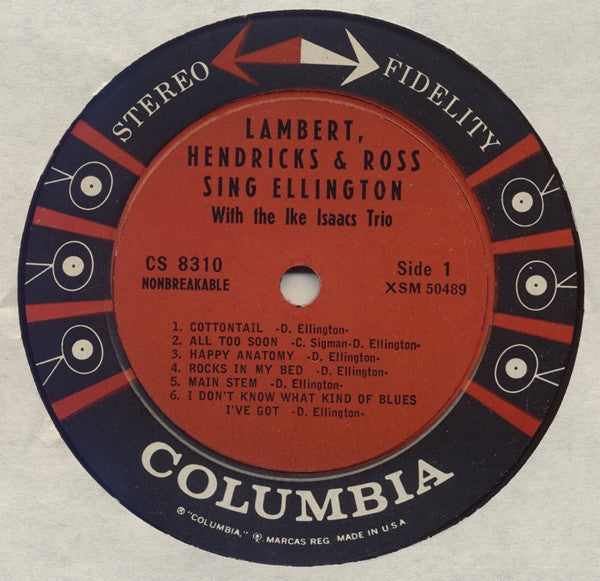 STEREO FIDELITY
LAMBERT,
HENDRICKS & ROSS
SING ELLINGTON
With the Ike Isaacs Trio
CS 8310
NONBREAKABLE
Side 1
XSM 50489
1. COTTONTAIL -D. Ellington-
2. ALL TOO SOON -C. Sigman-D. Ellington-
3. HAPPY ANATOMY -D. Ellington-
4. ROCKS IN MY BED -D. Ellington-
5. MAIN STEM -D. Ellington-
6. I DON'T KNOW WHAT KIND OF BLUES
I'VE GOT -D. Ellington-
COLUMBIA
® "COLUMBIA," MARCAS REG. MADE IN U.S.A.